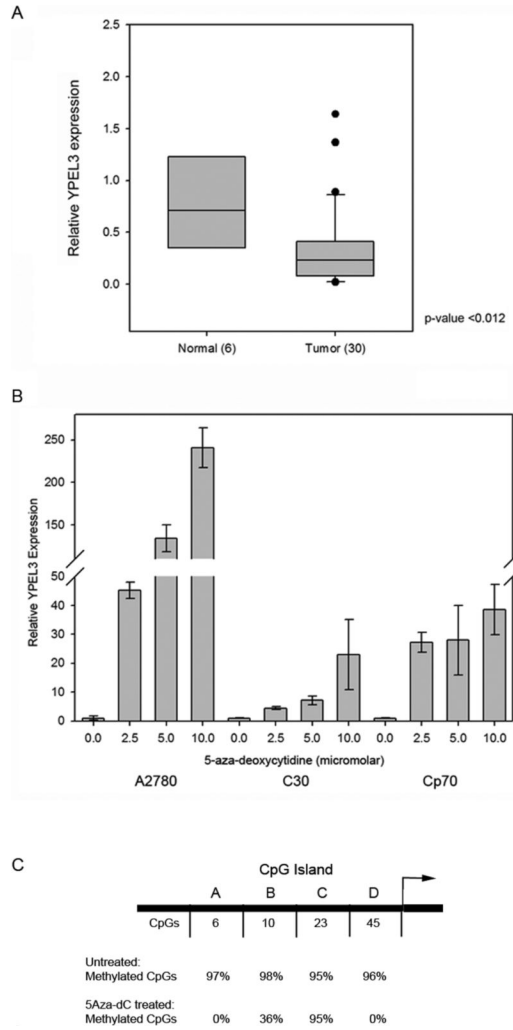 A
Relative YPEL3 expression
2.5
2.0
1.5
1.0
0.5
0.0
Normal (6) Tumor (30)
p-value <0.012
B
Relative YPEL3 Expression
250
200
150
100
50
40
30
20
10
0
0.0 2.5 5.0 10.0 0.0 2.5 5.0 10.0 0.0 2.5 5.0 10.0
5-aza-deoxycytidine (micromolar)
A2780 C30 Cp70
C
CpG Island
A B C D
CpGs 6 10 23 45
Untreated:
Methylated CpGs 97% 98% 95% 96%
5Aza-dC treated:
Methylated CpGs 0% 36% 95% 0%